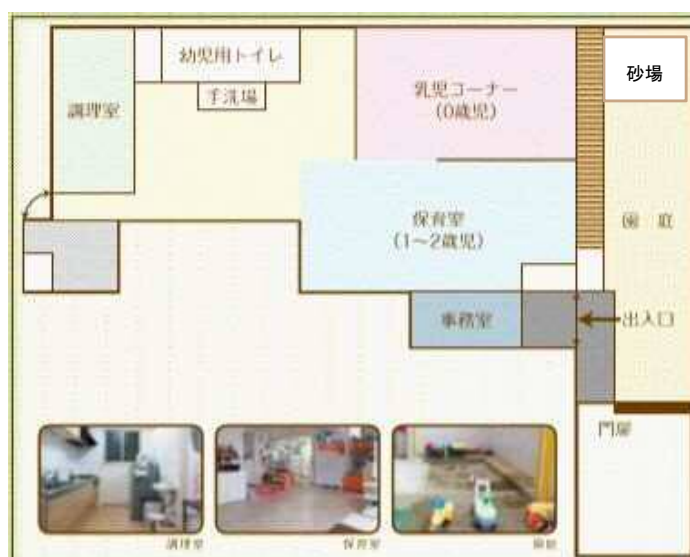 幼児用トイレ
手洗場
調理室
乳児コーナー
(0歳児)
砂場
保育室
(1〜2歳児)
園 庭
事務室
出入口
門扉
調理室
保育室
園庭